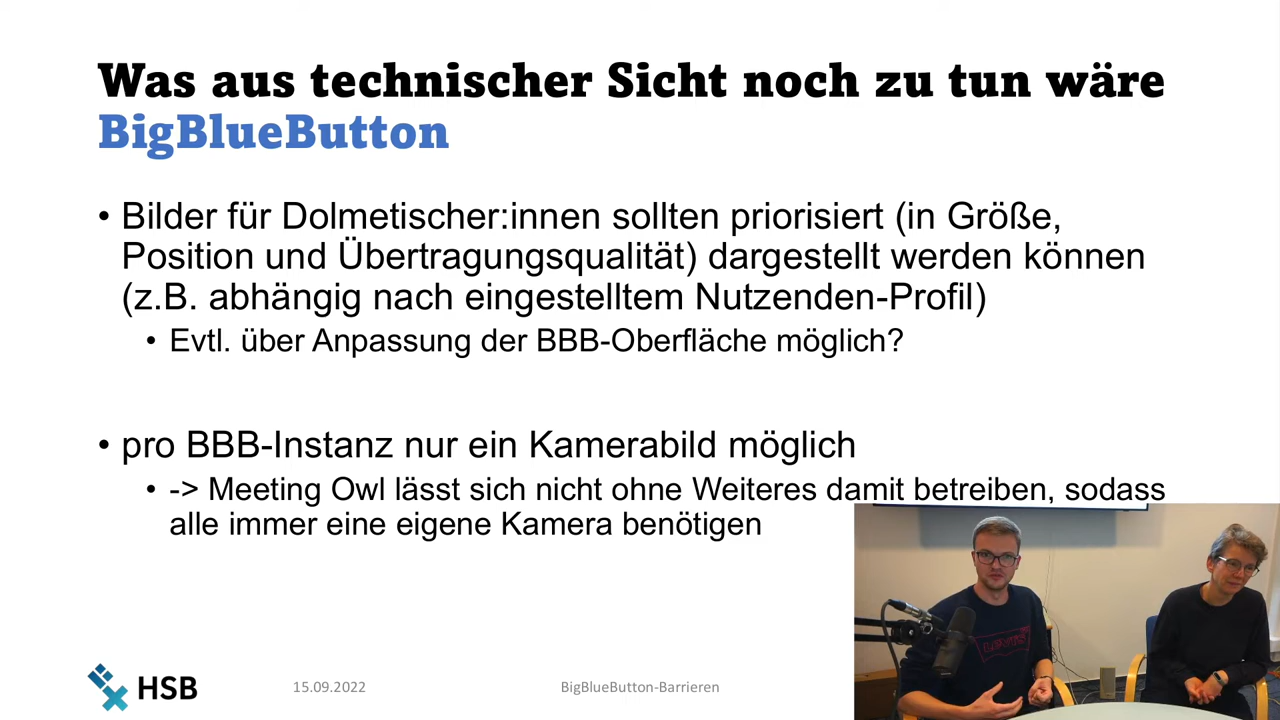 Was aus technischer Sicht noch zu tun wäre
BigBlueButton
• Bilder für Dolmetischer:innen sollten priorisiert (in Größe,
Position und Übertragungsqualität) dargestellt werden können
(z.B. abhängig nach eingestelltem Nutzenden-Profil)
• Evtl. über Anpassung der BBB-Oberfläche möglich?
• pro BBB-Instanz nur ein Kamerabild möglich
• -> Meeting Owl lässt sich nicht ohne Weiteres damit betreiben, sodass
alle immer eine eigene Kamera benötigen
LEVI'S
HSB
15.09.2022
BigBlueButton-Barrieren